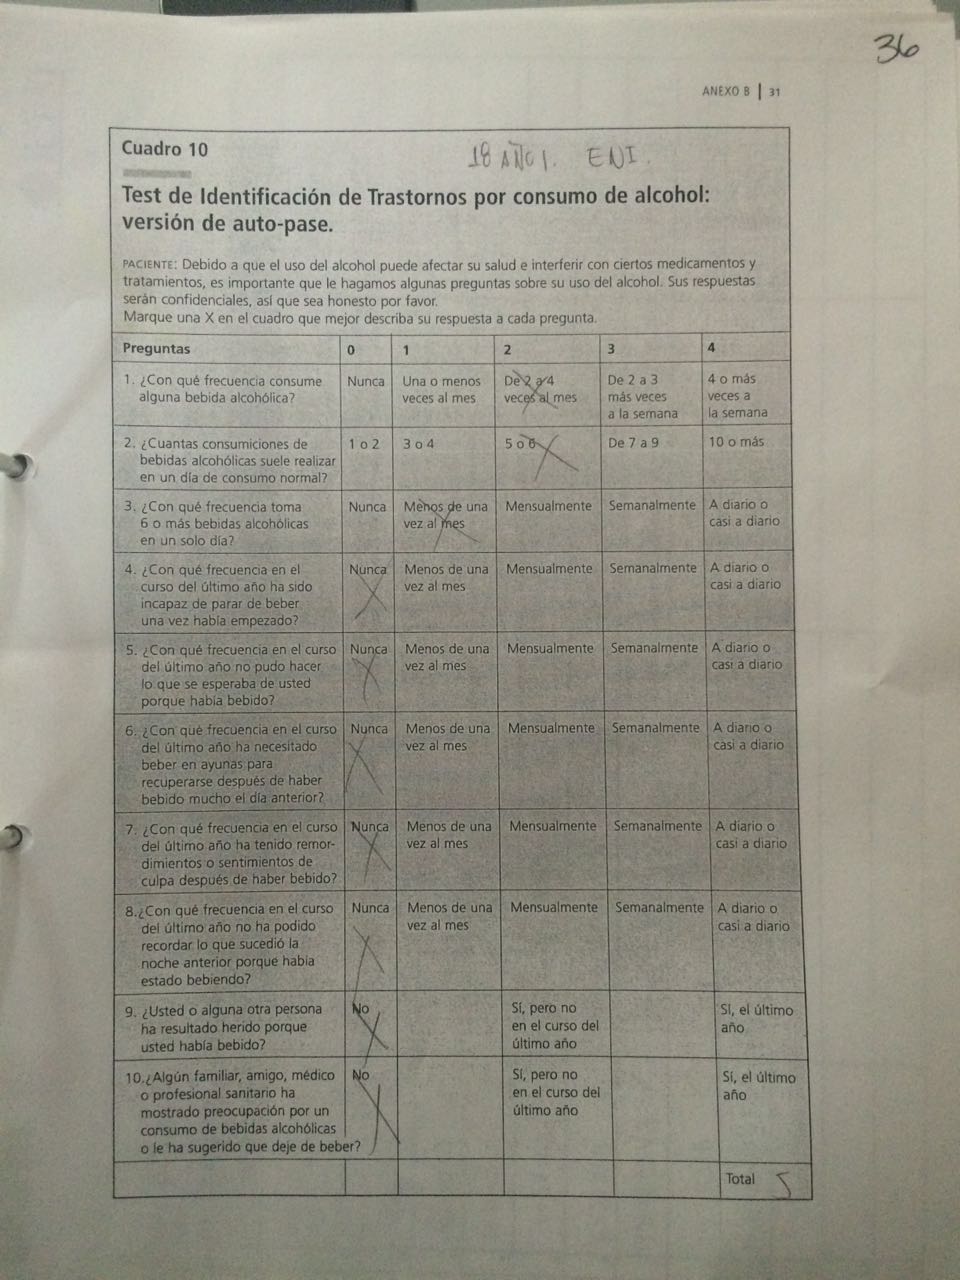 36
ANEXO B | 31
Cuadro 10
18 AÑOS. ENI.
Test de Identificación de Trastornos por consumo de alcohol:
versión de auto-pase.
PACIENTE: Debido a que el uso del alcohol puede afectar su salud e interferir con ciertos medicamentos y
tratamientos, es importante que le hagamos algunas preguntas sobre su uso del alcohol. Sus respuestas
serán confidenciales, así que sea honesto por favor.
Marque una X en el cuadro que mejor describa su respuesta a cada pregunta.
Preguntas 0 1 2 3 4
1. ¿Con qué frecuencia consume Nunca Una o menos De 2 a 4 De 2 a 3 4 o más
alguna bebida alcohólica? veces al mes veces al mes más veces veces a
a la semana la semana
2. ¿Cuantas consumiciones de 1 o 2 3 o 4 5 o 6 De 7 a 9 10 o más
bebidas alcohólicas suele realizar
en un día de consumo normal?
3. ¿Con qué frecuencia toma Nunca Menos de una Mensualmente Semanalmente A diario o
6 o más bebidas alcohólicas vez al mes casi a diario
en un solo día?
4. ¿Con qué frecuencia en el Nunca Menos de una Mensualmente Semanalmente A diario o
curso del último año ha sido vez al mes casi a diario
incapaz de parar de beber
una vez había empezado?
5. ¿Con qué frecuencia en el curso Nunca Menos de una Mensualmente Semanalmente A diario o
del último año no pudo hacer vez al mes casi a diario
lo que se esperaba de usted
porque había bebido?
6. ¿Con qué frecuencia en el curso Nunca Menos de una Mensualmente Semanalmente A diario o
del último año ha necesitado vez al mes casi a diario
beber en ayunas para
recuperarse después de haber
bebido mucho el día anterior?
7. ¿Con qué frecuencia en el curso Nunca Menos de una Mensualmente Semanalmente A diario o
del último año ha tenido remor- vez al mes casi a diario
dimientos o sentimientos de
culpa después de haber bebido?
8.¿Con qué frecuencia en el curso Nunca Menos de una Mensualmente Semanalmente A diario o
del último año no ha podido vez al mes casi a diario
recordar lo que sucedió la
noche anterior porque había
estado bebiendo?
9. ¿Usted o alguna otra persona No Sí, pero no Sí, el último
ha resultado herido porque en el curso del año
usted había bebido? último año
10.¿Algún familiar, amigo, médico No Sí, pero no Sí, el último
o profesional sanitario ha en el curso del año
mostrado preocupación por un último año
consumo de bebidas alcohólicas
o le ha sugerido que deje de beber?
Total 5